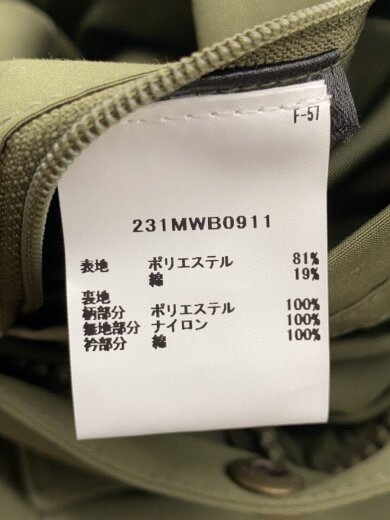 F-57
231MWB0911
表地 ポリエステル 81%
綿 19%
裏地
柄部分 ポリエステル 100%
無地部分 ナイロン 100%
衿部分 綿 100%